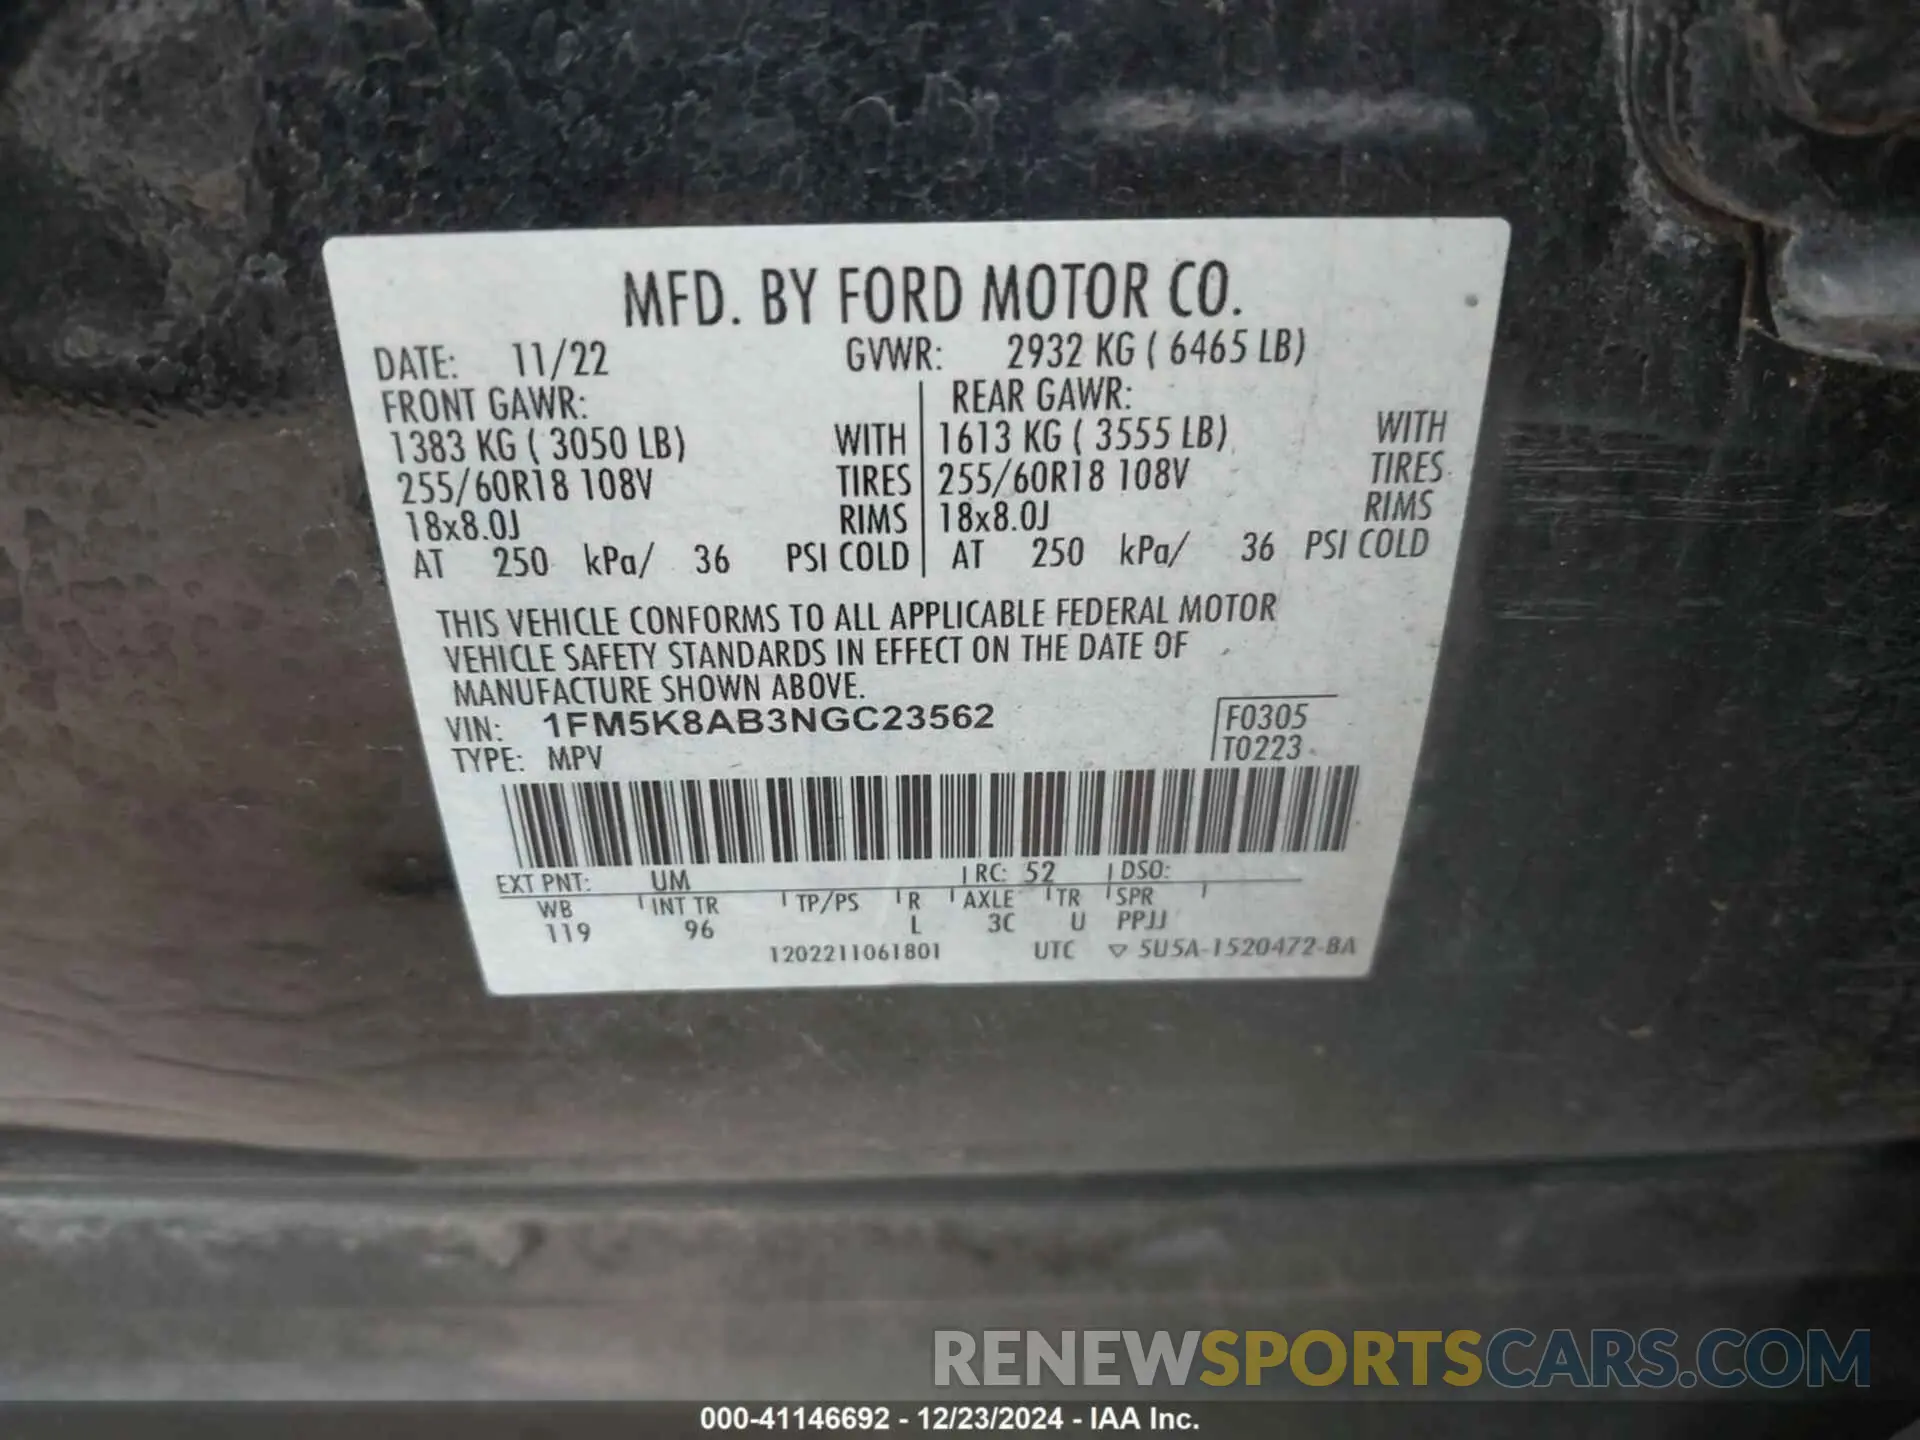 MFD. BY FORD MOTOR CO.
DATE: 11/22 GVWR: 2932 KG ( 6465 LB)
FRONT GAWR: REAR GAWR:
1383 KG ( 3050 LB) WITH 1613 KG ( 3555 LB) WITH
255/60R18 108V TIRES 255/60R18 108V TIRES
18x8.0J RIMS 18x8.0J RIMS
AT 250 kPa/ 36 PSI COLD AT 250 kPa/ 36 PSI COLD
THIS VEHICLE CONFORMS TO ALL APPLICABLE FEDERAL MOTOR
VEHICLE SAFETY STANDARDS IN EFFECT ON THE DATE OF
MANUFACTURE SHOWN ABOVE.
VIN: 1FM5K8AB3NGC23562 F0305
TYPE: MPV T0223
EXT PNT: UM RC: 52 DSO:
WB INT TR TP/PS R AXLE TR SPR
119 96 L 3C U PPJJ
1202211061801 UTC ▽ 5U5A-1520472-BA
RENEWSPORTSCARS.COM
000-41146692 - 12/23/2024 - IAA Inc.